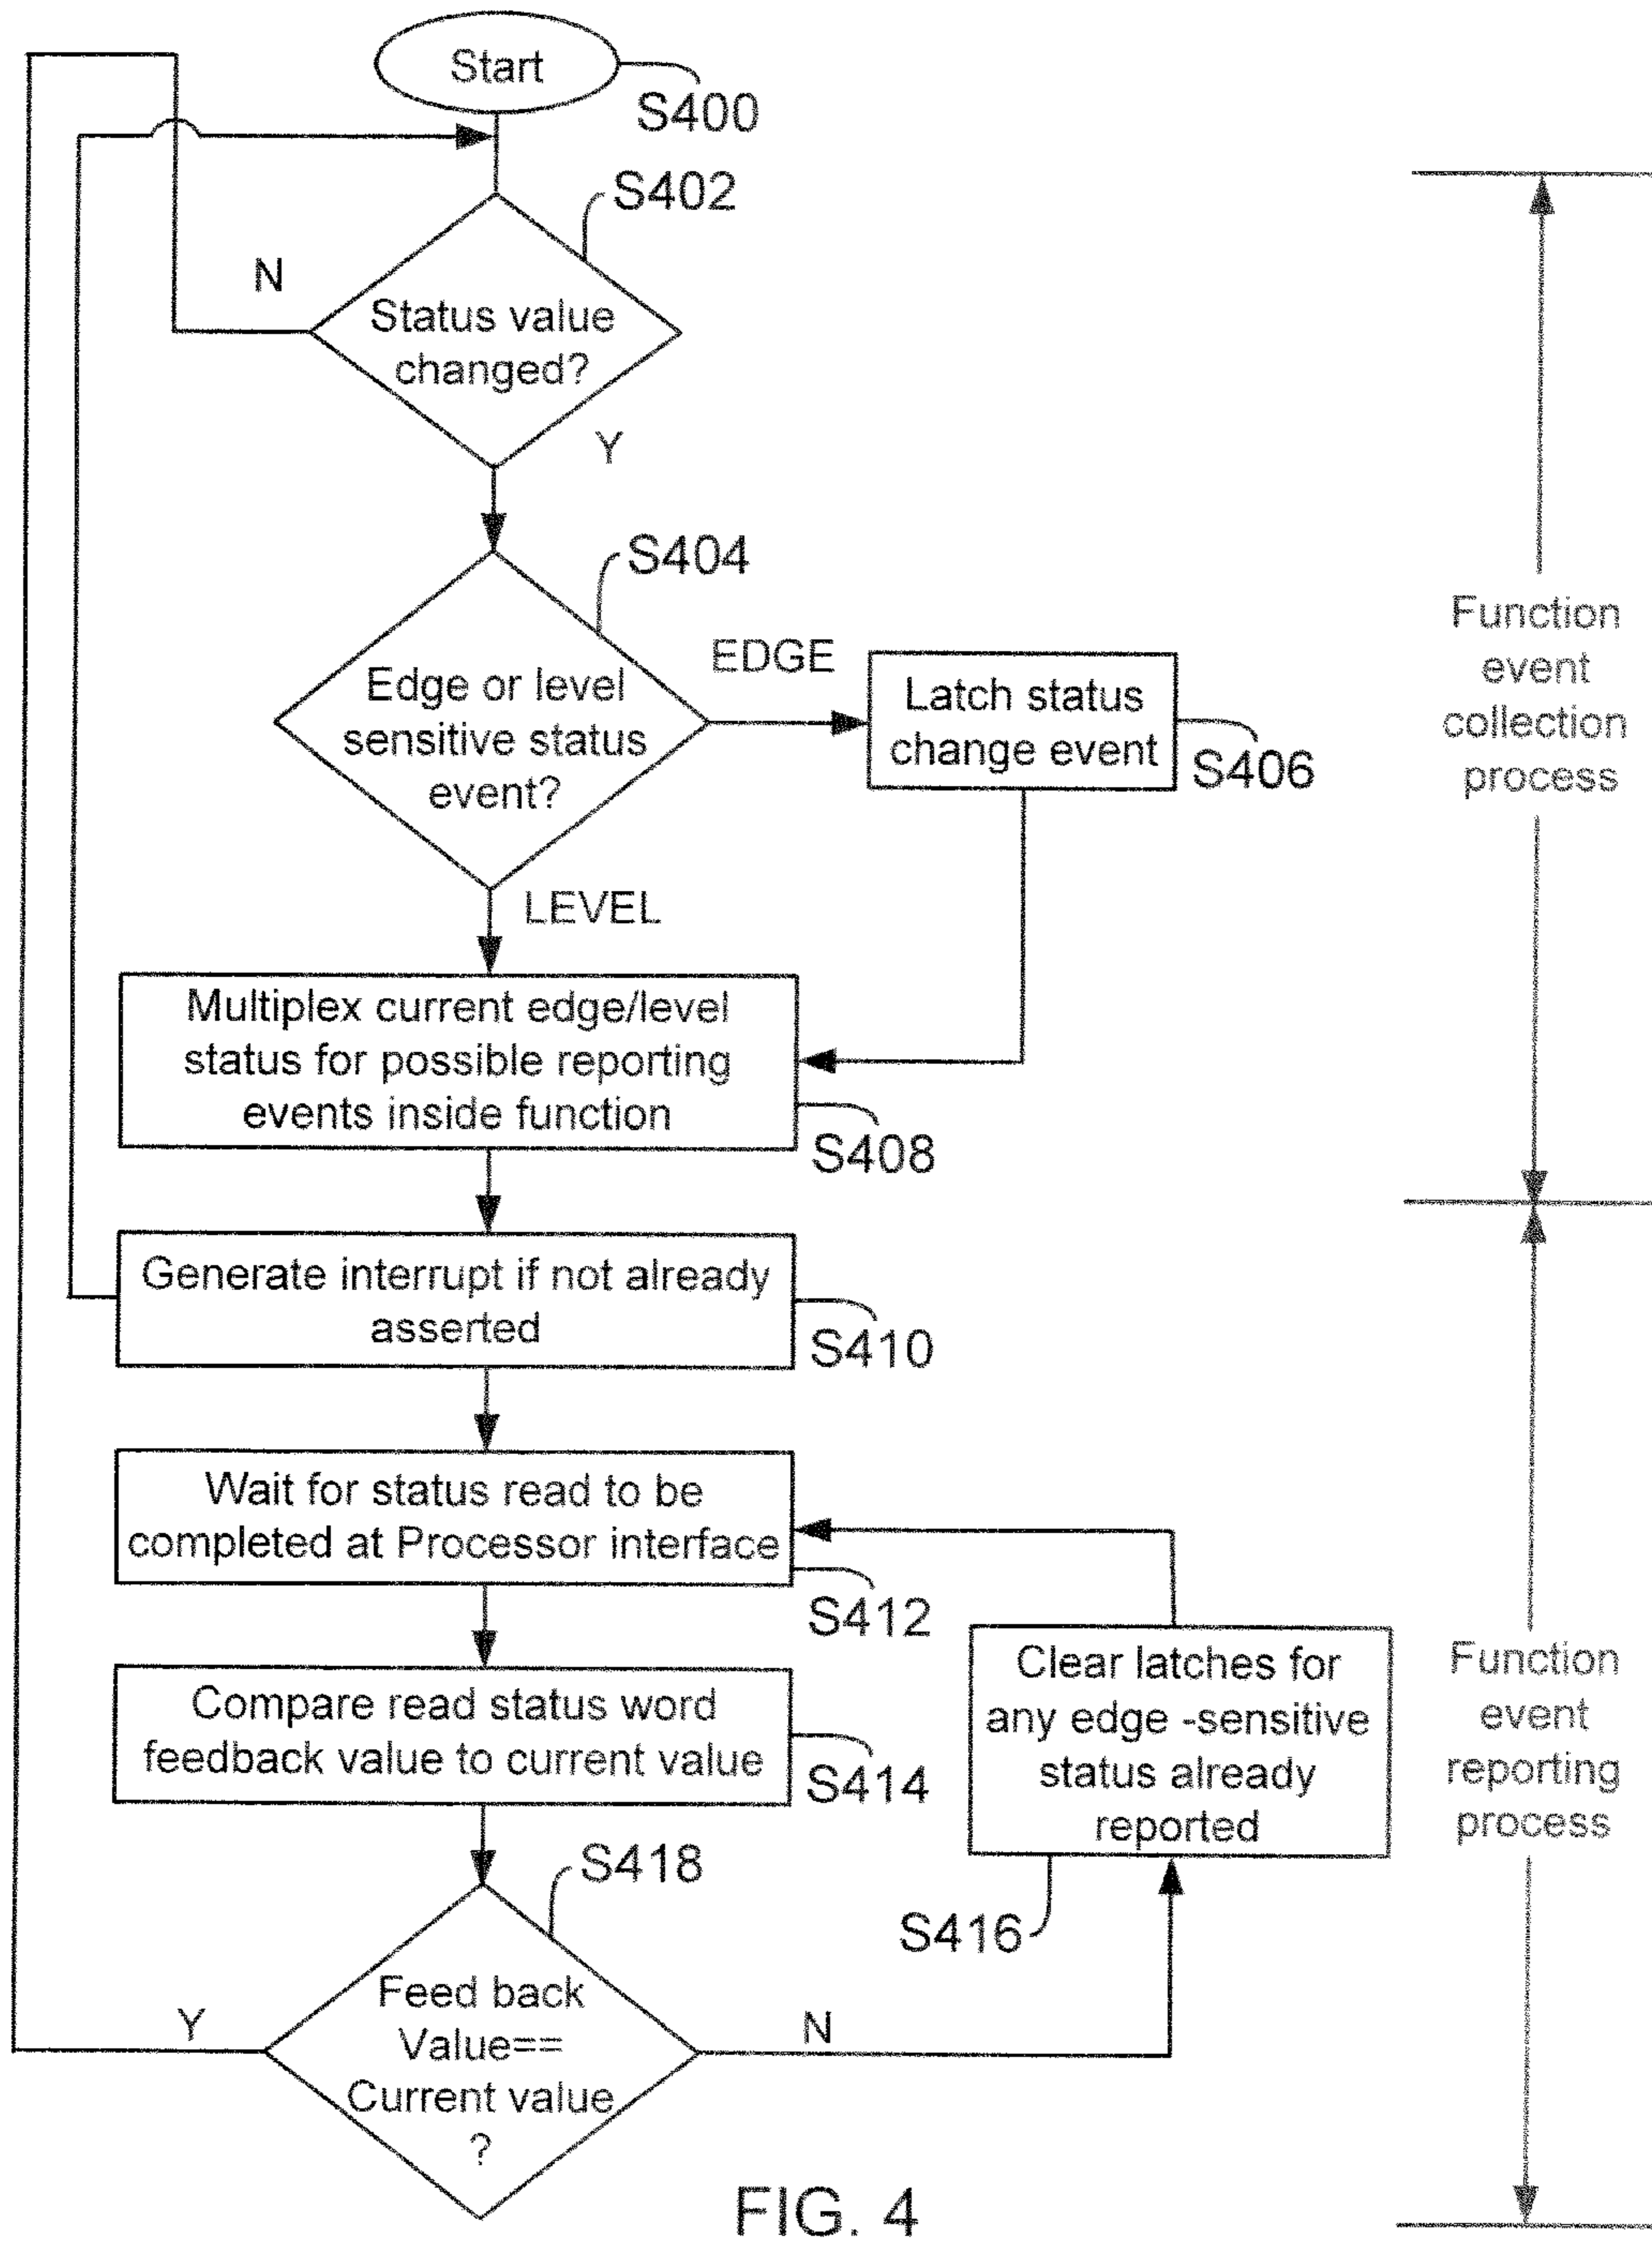 Start
S400
S402
N
Status value
changed?
Y
S404
EDGE
Edge or level
sensitive status
event?
Latch status
change event
S406
LEVEL
Multiplex current edge/level
status for possible reporting
events inside function
S408
Function
event
collection
process
Generate interrupt if not already
asserted
S410
Wait for status read to be
completed at Processor interface
S412
Compare read status word
feedback value to current value
S414
Clear latches for
any edge -sensitive
status already
reported
S416
Function
event
reporting
process
S418
Feed back
Value==
Current value
?
Y
N
FIG. 4